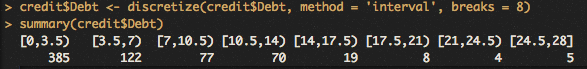 > credit$Debt <- discretize(credit$Debt, method = 'interval', breaks = 8)
> summary(credit$Debt)
[0,3.5) [3.5,7) [7,10.5) [10.5,14) [14,17.5) [17.5,21) [21,24.5) [24.5,28]
385 122 77 70 19 8 4 5